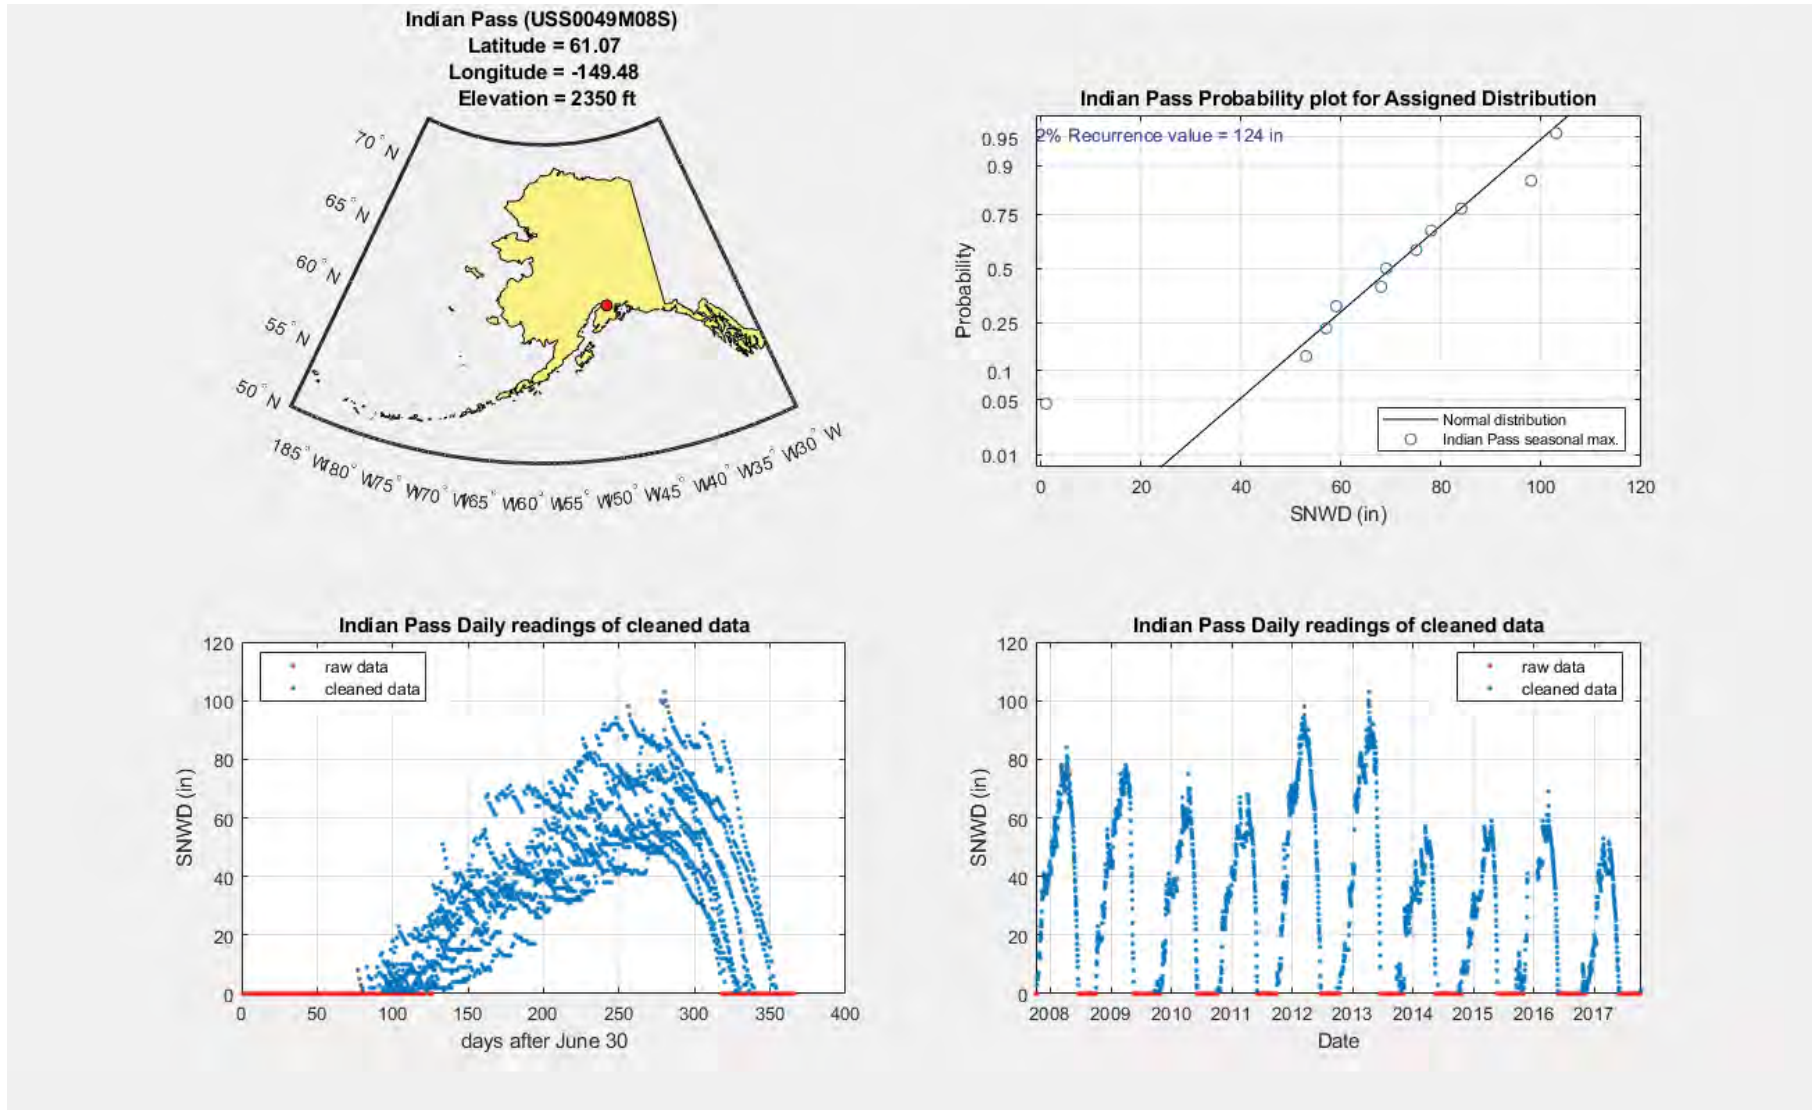 Indian Pass (USS0049M08S)
Latitude = 61.07
Longitude = -149.48
Elevation = 2350 ft
70° N
65° N
60° N
55° N
50° N
185° W
180° W
175° W
170° W
165° W
160° W
155° W
150° W
145° W
140° W
135° W
130° W
Indian Pass Probability plot for Assigned Distribution
2% Recurrence value = 124 in
Probability
0.95
0.9
0.75
0.5
0.25
0.1
0.05
0.01
Normal distribution
Indian Pass seasonal max.
0 20 40 60 80 100 120
SNWD (in)
Indian Pass Daily readings of cleaned data
raw data
cleaned data
SNWD (in)
120
100
80
60
40
20
0
0 50 100 150 200 250 300 350 400
days after June 30
Indian Pass Daily readings of cleaned data
raw data
cleaned data
SNWD (in)
120
100
80
60
40
20
0
2008 2009 2010 2011 2012 2013 2014 2015 2016 2017
Date